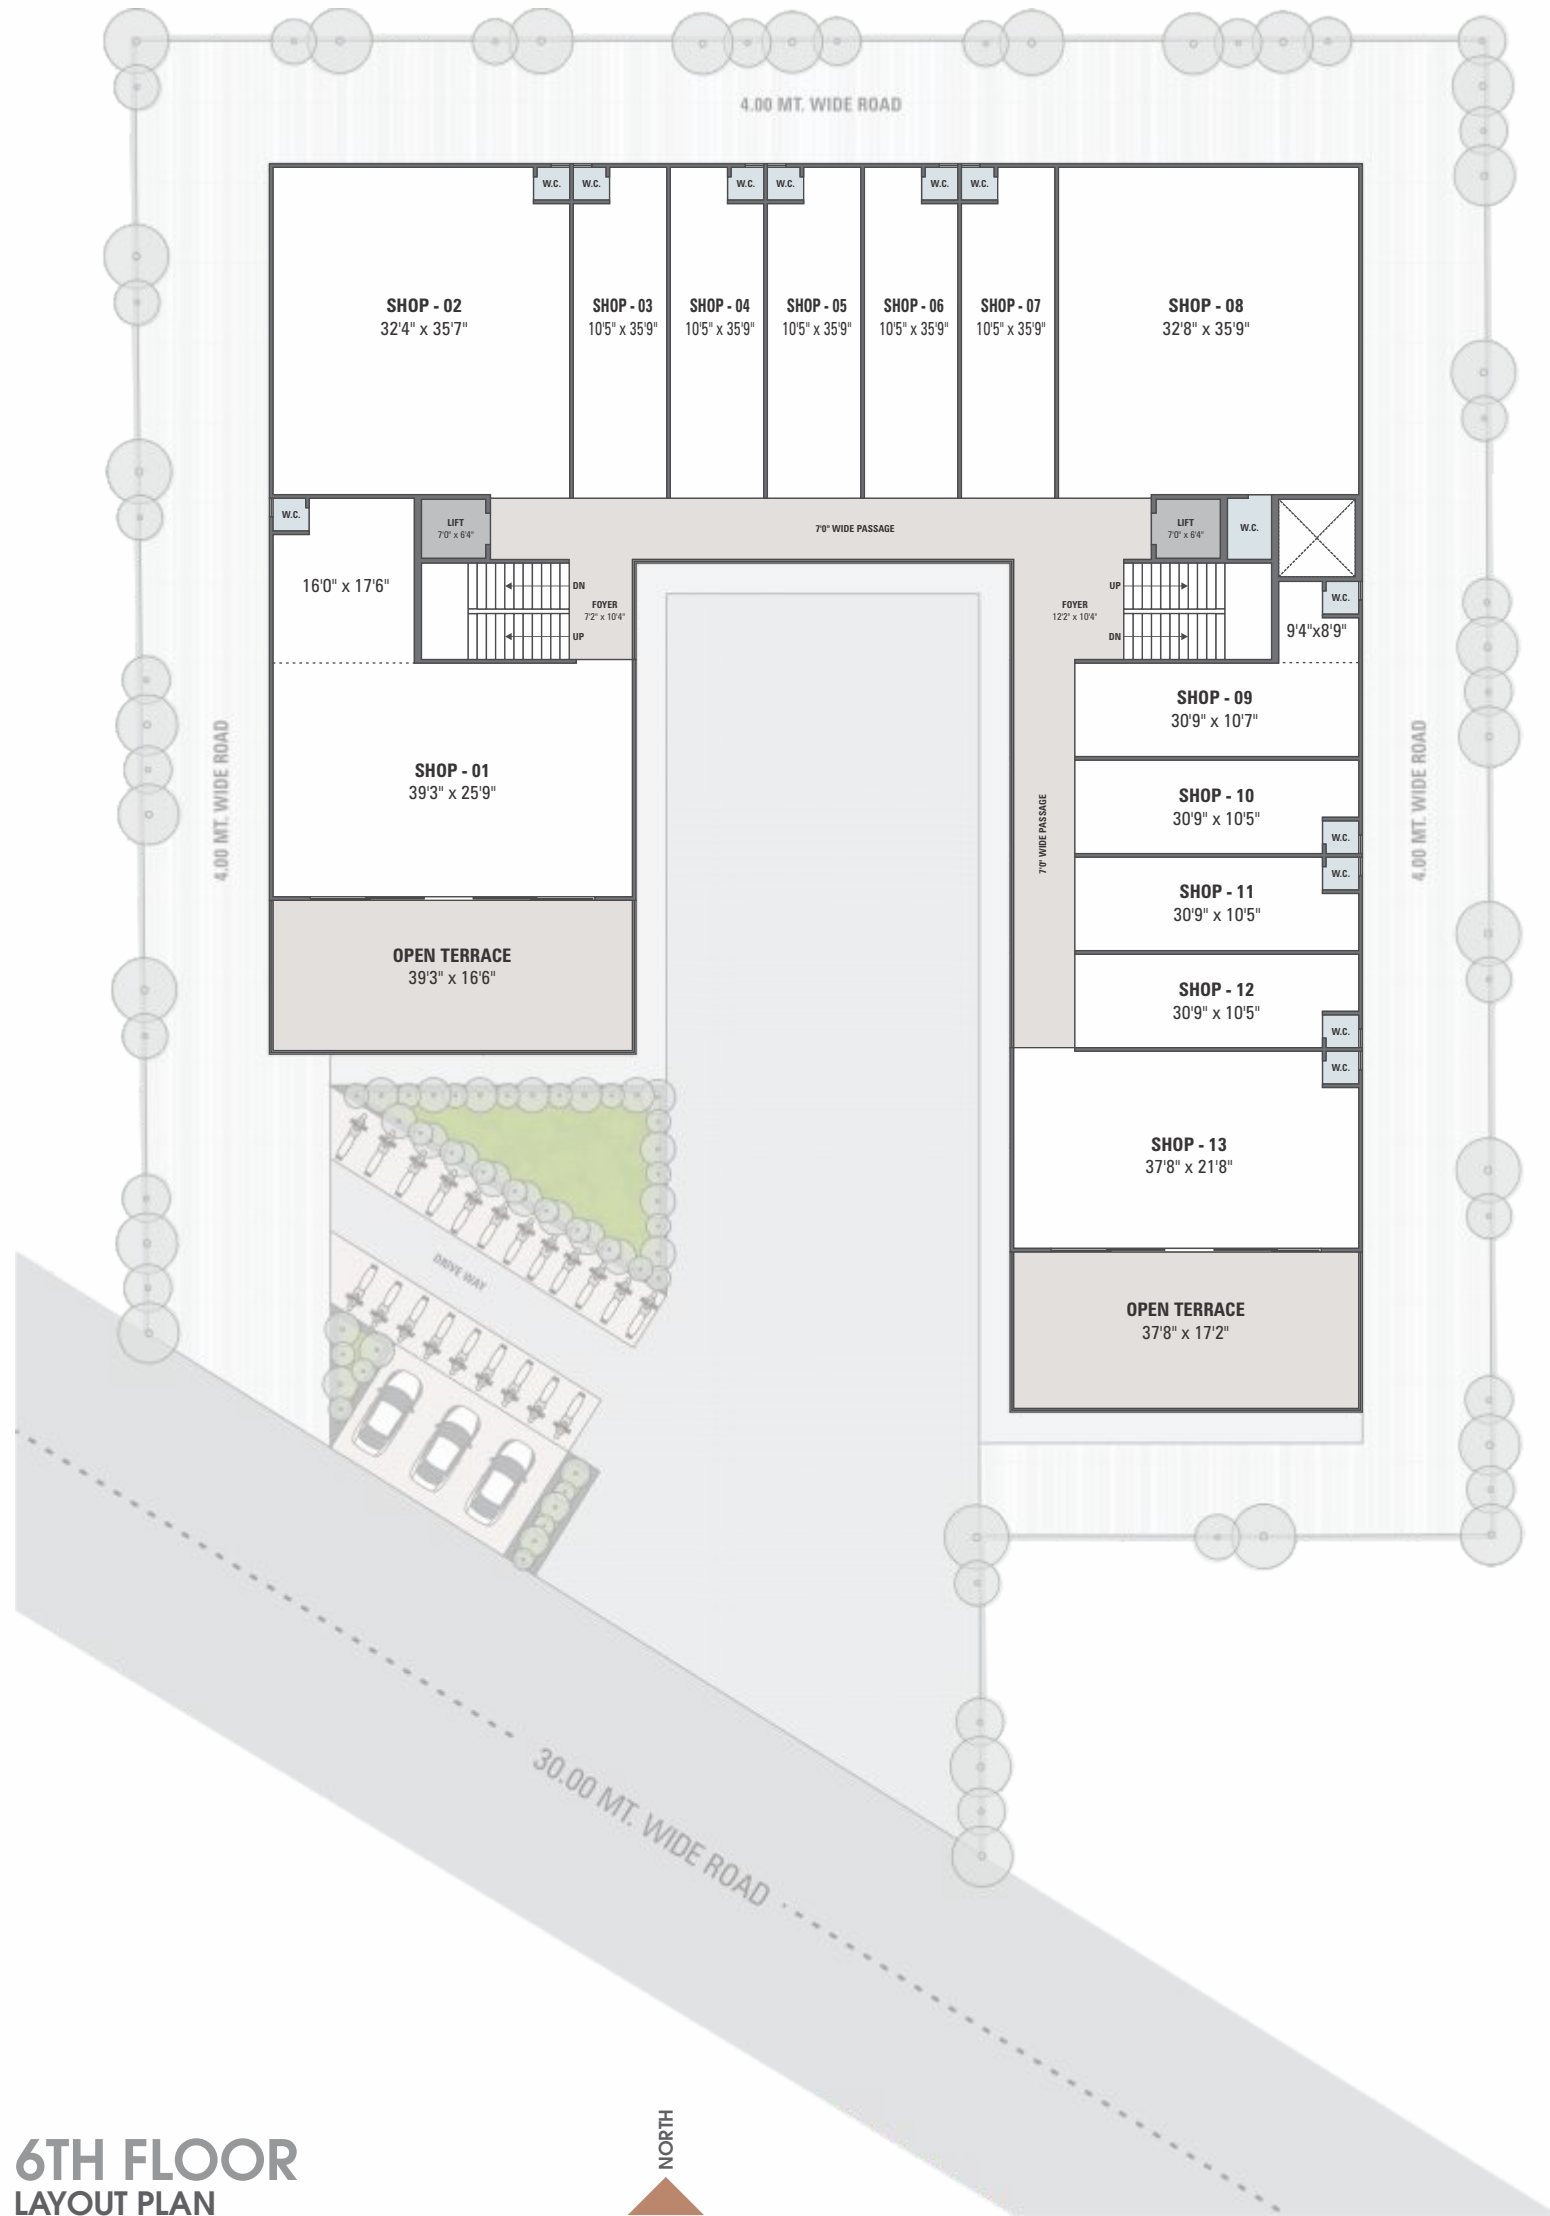 4.00 MT. WIDE ROAD
W.C.
W.C.
W.C.
W.C.
W.C.
W.C.
SHOP - 02
32'4" x 35'7"
SHOP - 03
10'5" x 35'9"
SHOP - 04
10'5" x 35'9"
SHOP - 05
10'5" x 35'9"
SHOP - 06
10'5" x 35'9"
SHOP - 07
10'5" x 35'9"
SHOP - 08
32'8" x 35'9"
W.C.
LIFT
7'0" x 6'4"
7'0" WIDE PASSAGE
LIFT
7'0" x 6'4"
W.C.
16'0" x 17'6"
DN
FOYER
7'2" x 10'4"
UP
UP
FOYER
12'2" x 10'4"
DN
W.C.
9'4"x8'9"
SHOP - 09
30'9" x 10'7"
4.00 MT. WIDE ROAD
SHOP - 01
39'3" x 25'9"
7'0" WIDE PASSAGE
SHOP - 10
30'9" x 10'5"
W.C.
4.00 MT. WIDE ROAD
W.C.
SHOP - 11
30'9" x 10'5"
OPEN TERRACE
39'3" x 16'6"
SHOP - 12
30'9" x 10'5"
W.C.
W.C.
SHOP - 13
37'8" x 21'8"
DRIVE WAY
OPEN TERRACE
37'8" x 17'2"
30.00 MT. WIDE ROAD
NORTH
6TH FLOOR
LAYOUT PLAN